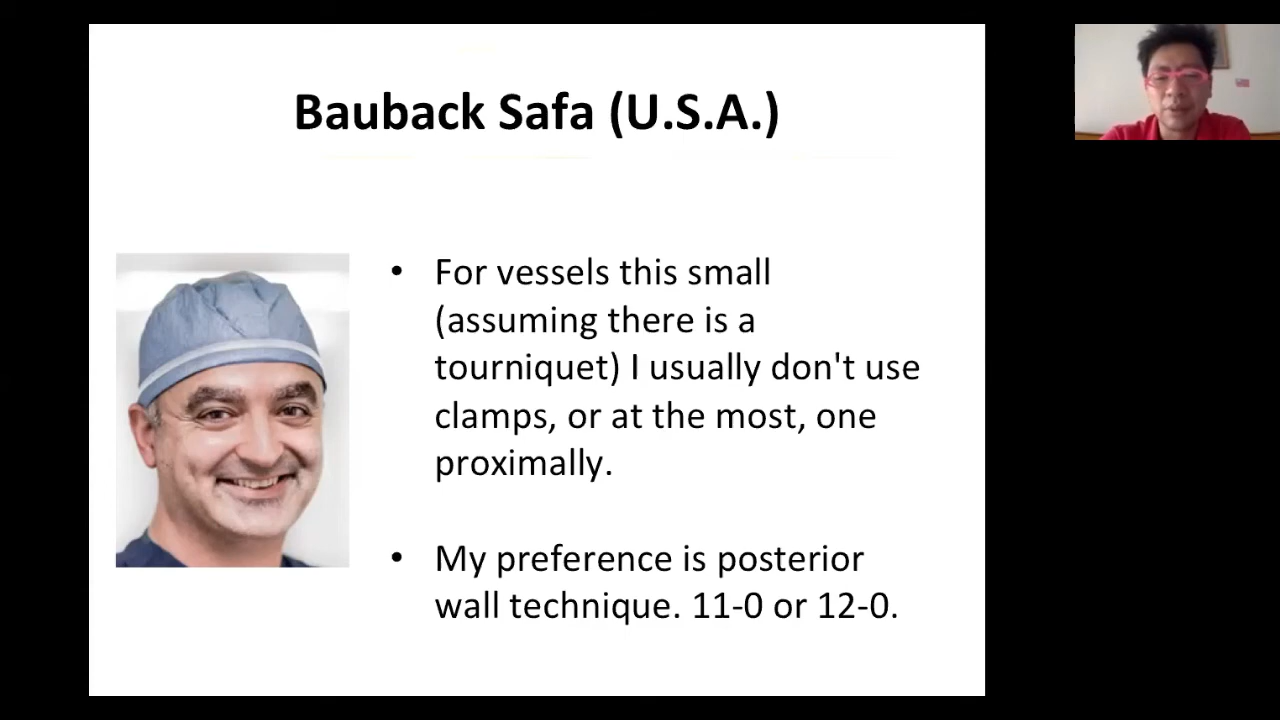 Bauback Safa (U.S.A.)
• For vessels this small
(assuming there is a
tourniquet) I usually don't use
clamps, or at the most, one
proximally.
• My preference is posterior
wall technique. 11-0 or 12-0.